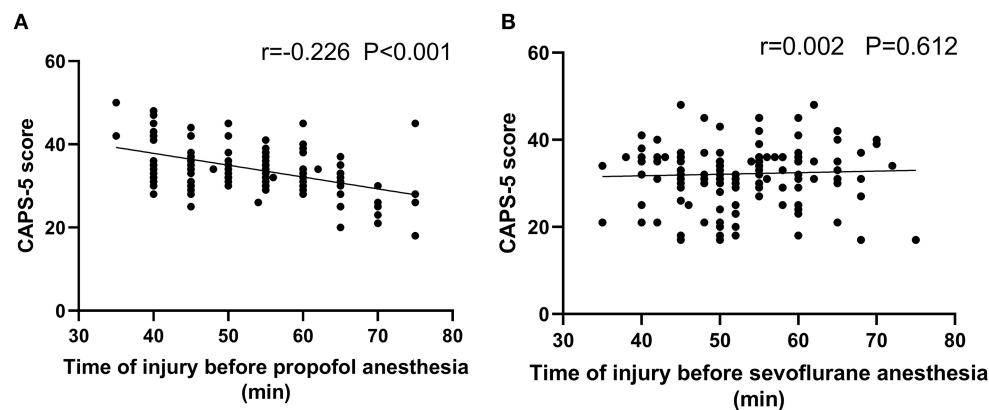 A
r=-0.226 P<0.001
CAPS-5 score
60
40
20
0
30 40 50 60 70 80
Time of injury before propofol anesthesia
(min)
B
r=0.002 P=0.612
CAPS-5 score
60
40
20
0
30 40 50 60 70 80
Time of injury before sevoflurane anesthesia
(min)